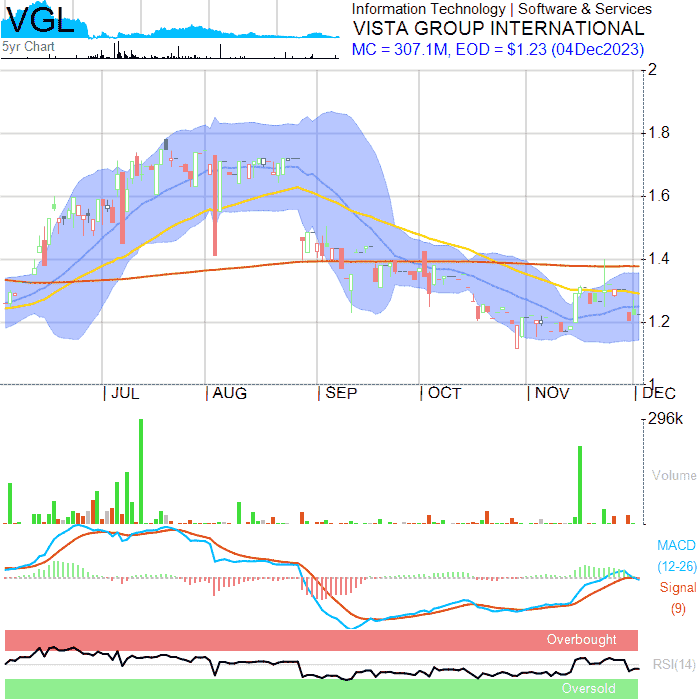 VGL
5yr Chart
Information Technology | Software & Services
VISTA GROUP INTERNATIONAL
MC = 307.1M, EOD = $1.23 (04Dec2023)
2
1.8
1.6
1.4
1.2
1
JUL
AUG
SEP
OCT
NOV
DEC
296k
Volume
MACD
(12-26)
Signal
(9)
Overbought
RSI(14)
Oversold